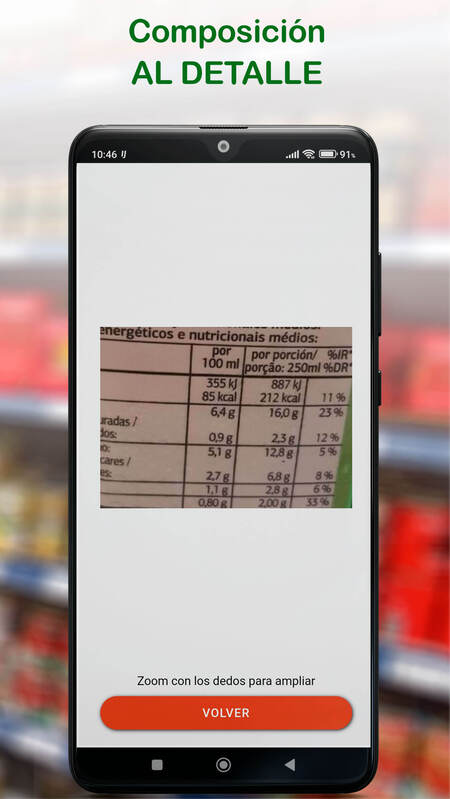 Composición
AL DETALLE
10:46
91%
energéticos e nutricionais médios:
por por porción/ %IR*
100 ml porção: 250ml %DR*
355 kJ 887 kJ
85 kcal 212 kcal 11 %
6,4 g 16,0 g 23 %
uradas /
dos: 0,9 g 2,3 g 12 %
5,1 g 12,8 g 5 %
cares /
es: 2,7 g 6,8 g 8 %
1,1 g 2,8 g 6 %
0,80 g 2,00 g 33 %
Zoom con los dedos para ampliar
VOLVER